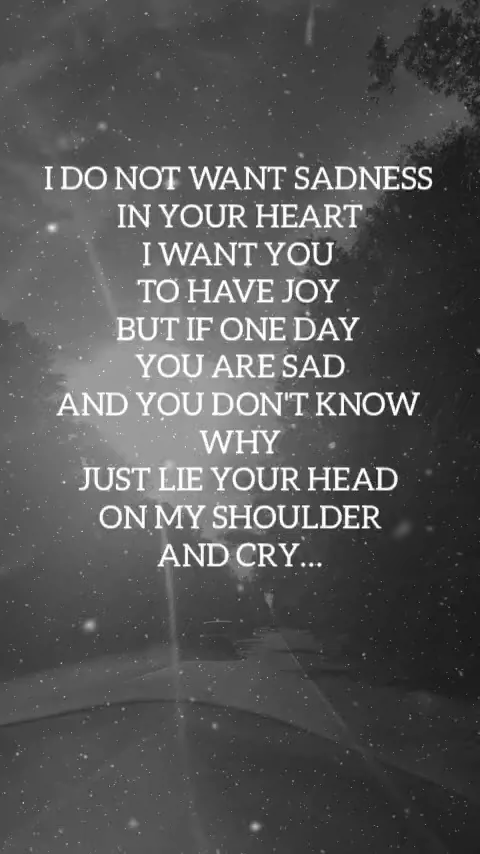 I DO NOT WANT SADNESS
IN YOUR HEART
I WANT YOU
TO HAVE JOY
BUT IF ONE DAY
YOU ARE SAD
AND YOU DON'T KNOW
WHY
JUST LIE YOUR HEAD
ON MY SHOULDER
AND CRY...